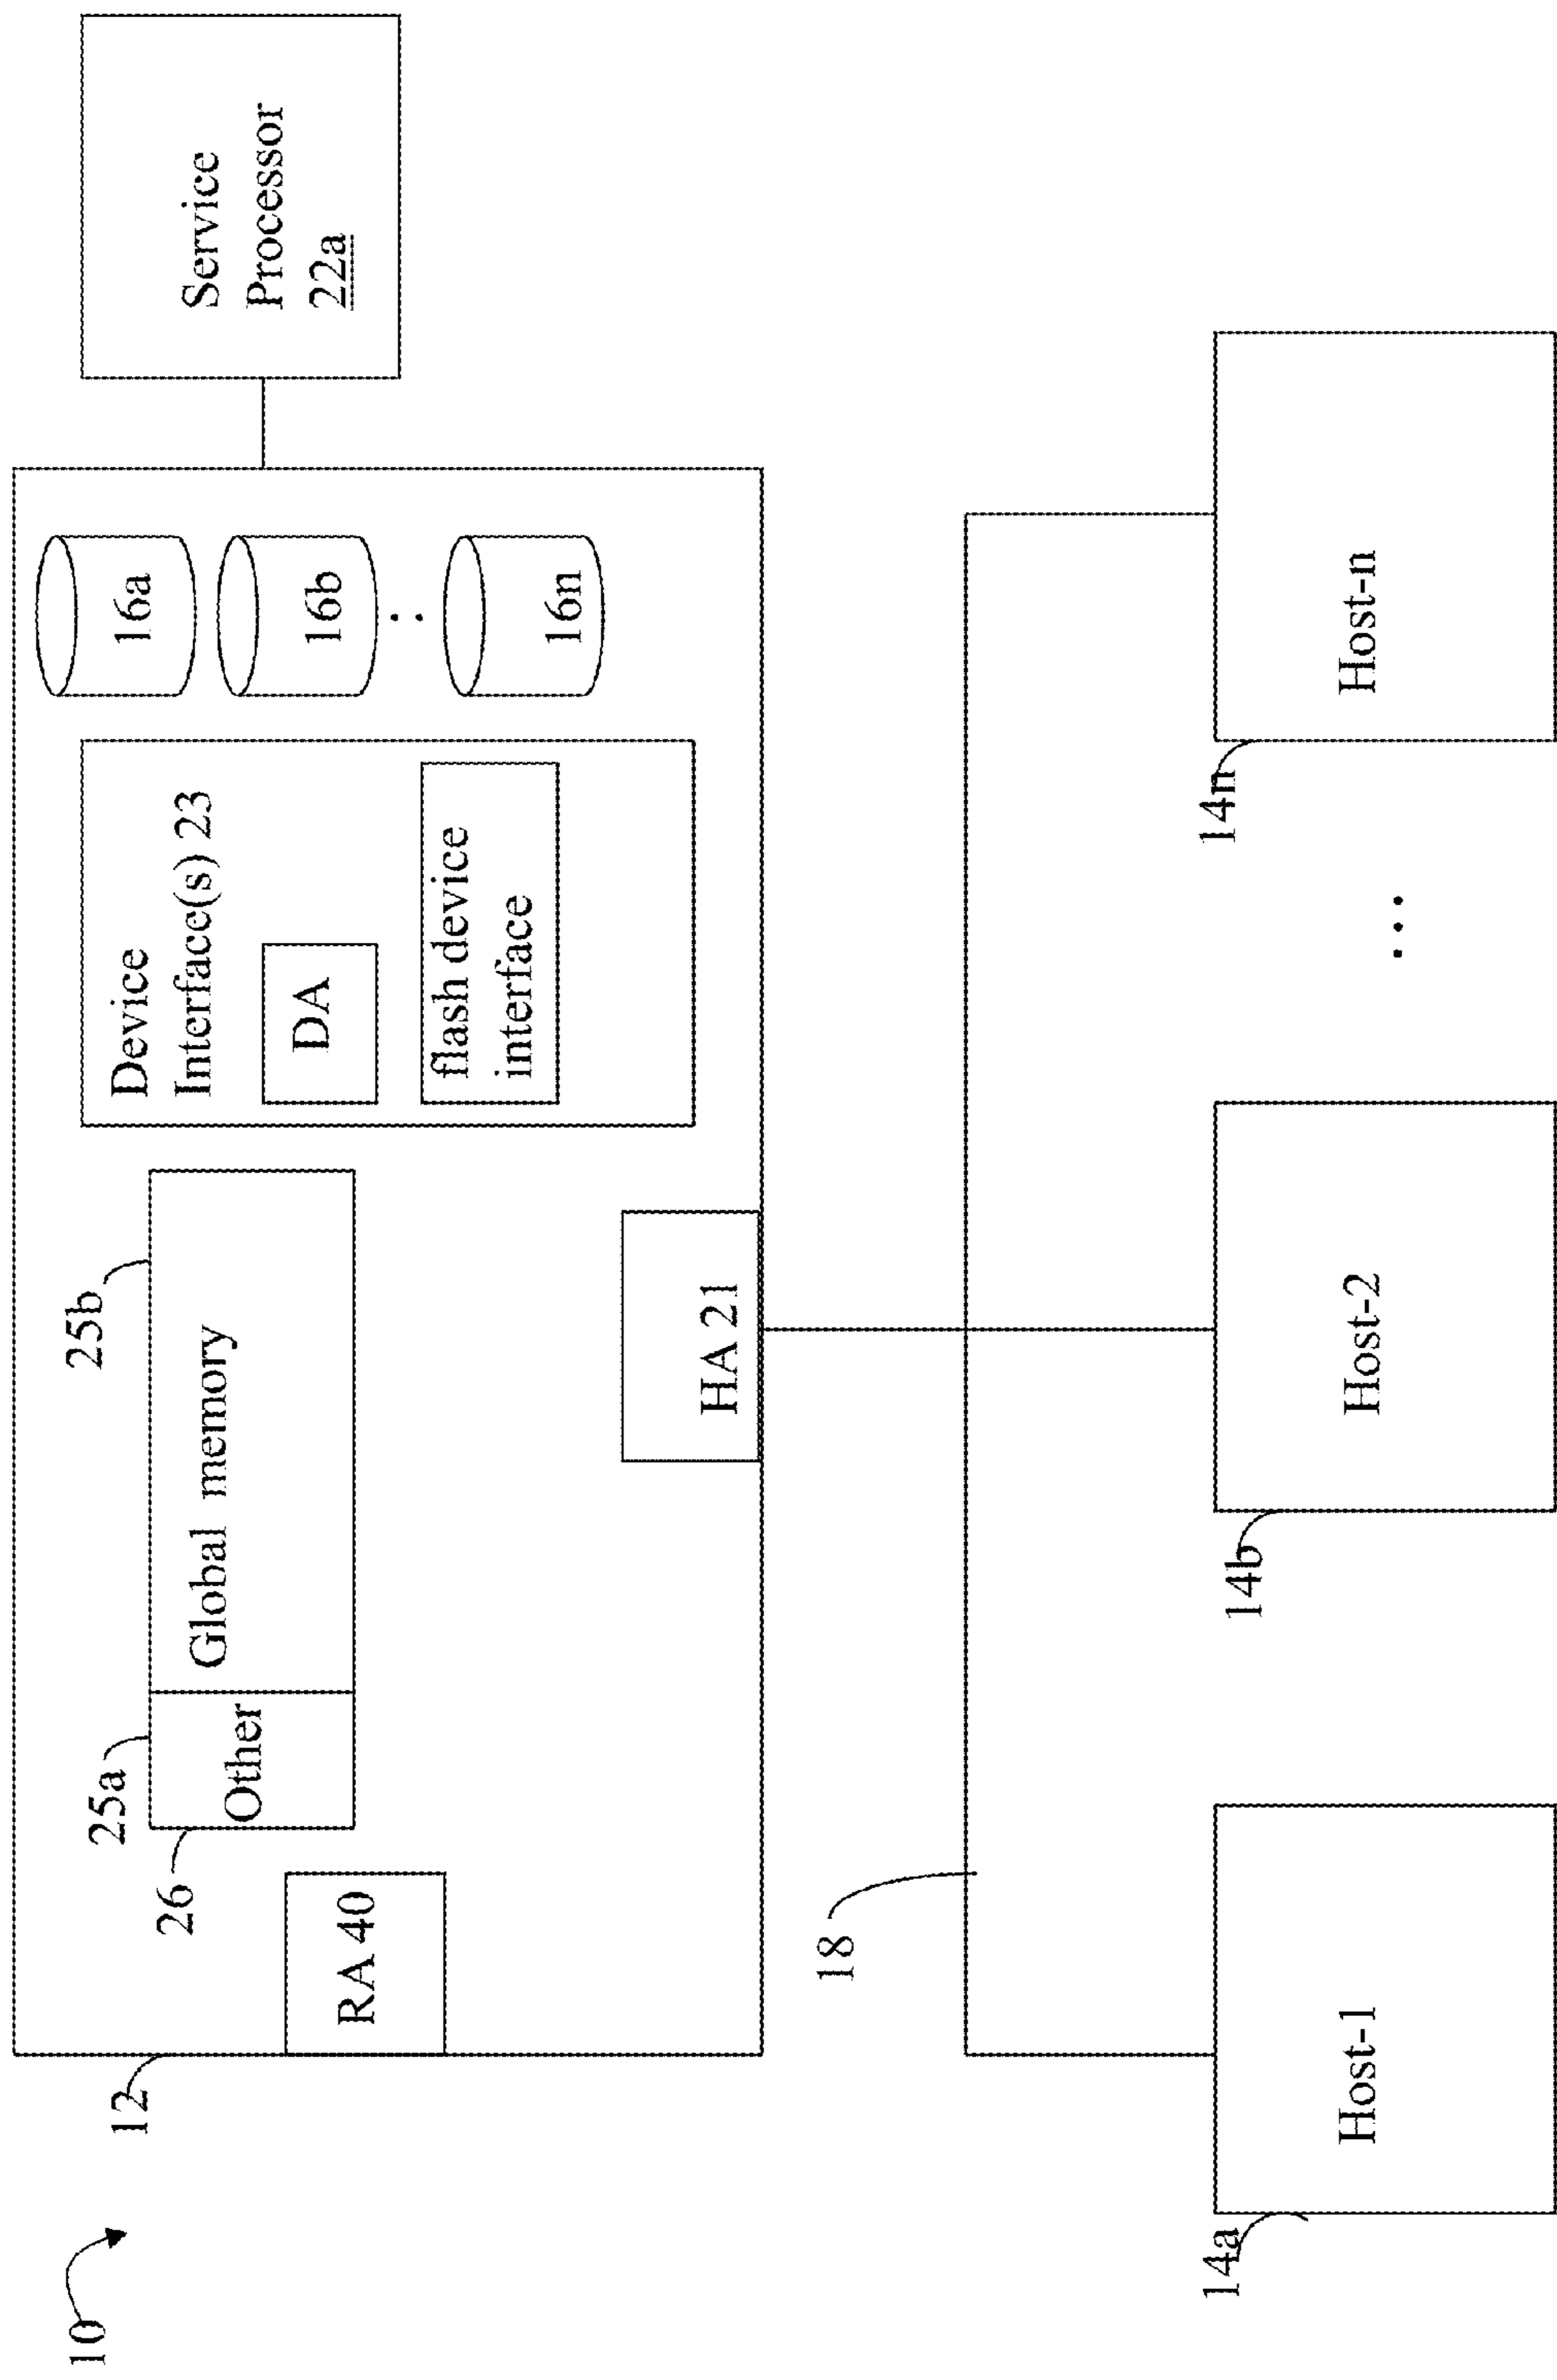 10
12
25a
25b
26
Other
Global memory
RA 40
HA 21
Device
Interface(s) 23
DA
flash device
interface
16a
16b
16n
Service
Processor
22a
18
14a
Host-1
14b
Host-2
...
14n
Host-n